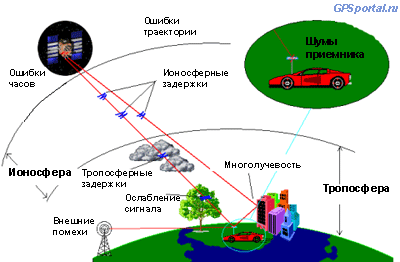 GPSportal.ru
Ошибки
траектории
Шумы
приемника
Ошибки
часов
Ионосферные
задержки
Ионосфера
Тропосферные
задержки
Многолучевость
Тропосфера
Ослабление
сигнала
Внешние
помехи